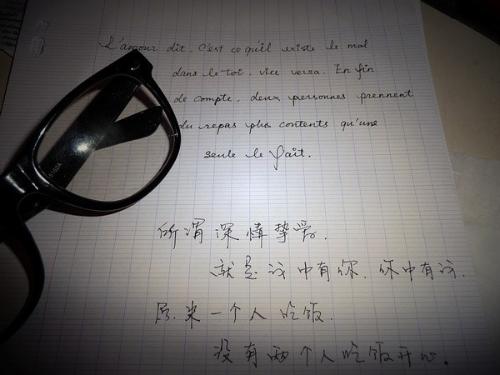 L'amour dit, C'est ce qu'il existe le mal
dans le toi, vice versa. En fin
de compte, deux personnes prennent
du repas plus contents qu'une
seule le fait.
所谓深情挚爱,
就是这中有你,你中有这.
原来一个人吃饭,
没有两个人吃饭开心.